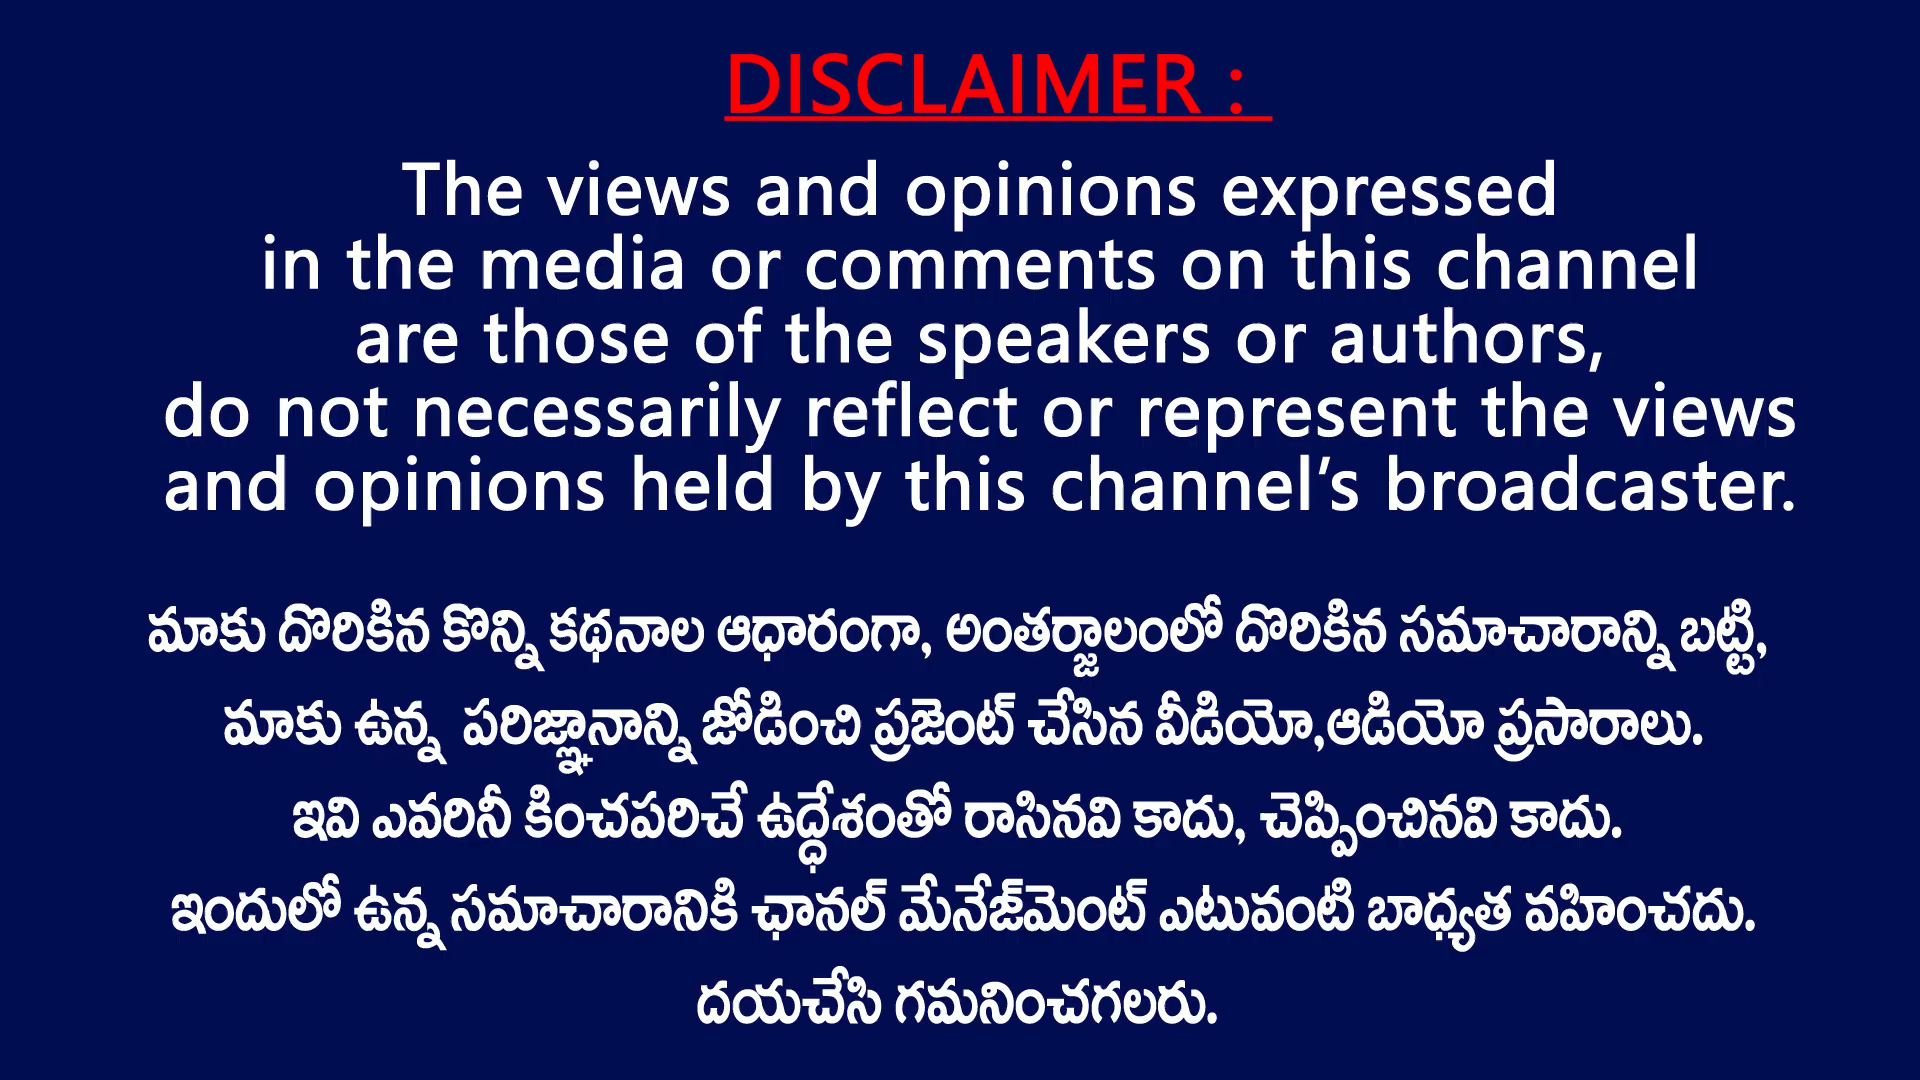 DISCLAIMER :
The views and opinions expressed
in the media or comments on this channel
are those of the speakers or authors,
do not necessarily reflect or represent the views
and opinions held by this channel’s broadcaster.
మాకు దొరికిన కొన్ని కథనాల ఆధారంగా, అంతర్జాలంలో దొరికిన సమాచారాన్ని బట్టి,
మాకు ఉన్న పరిజ్ఞానాన్ని జోడించి ప్రజెంట్ చేసిన వీడియో,ఆడియో ప్రసారాలు.
ఇవి ఎవరినీ కించపరిచే ఉద్ధేశంతో రాసినవి కాదు, చెప్పించినవి కాదు.
ఇందులో ఉన్న సమాచారానికి ఛానల్ మేనేజ్‌మెంట్ ఎటువంటి బాధ్యత వహించదు.
దయచేసి గమనించగలరు.